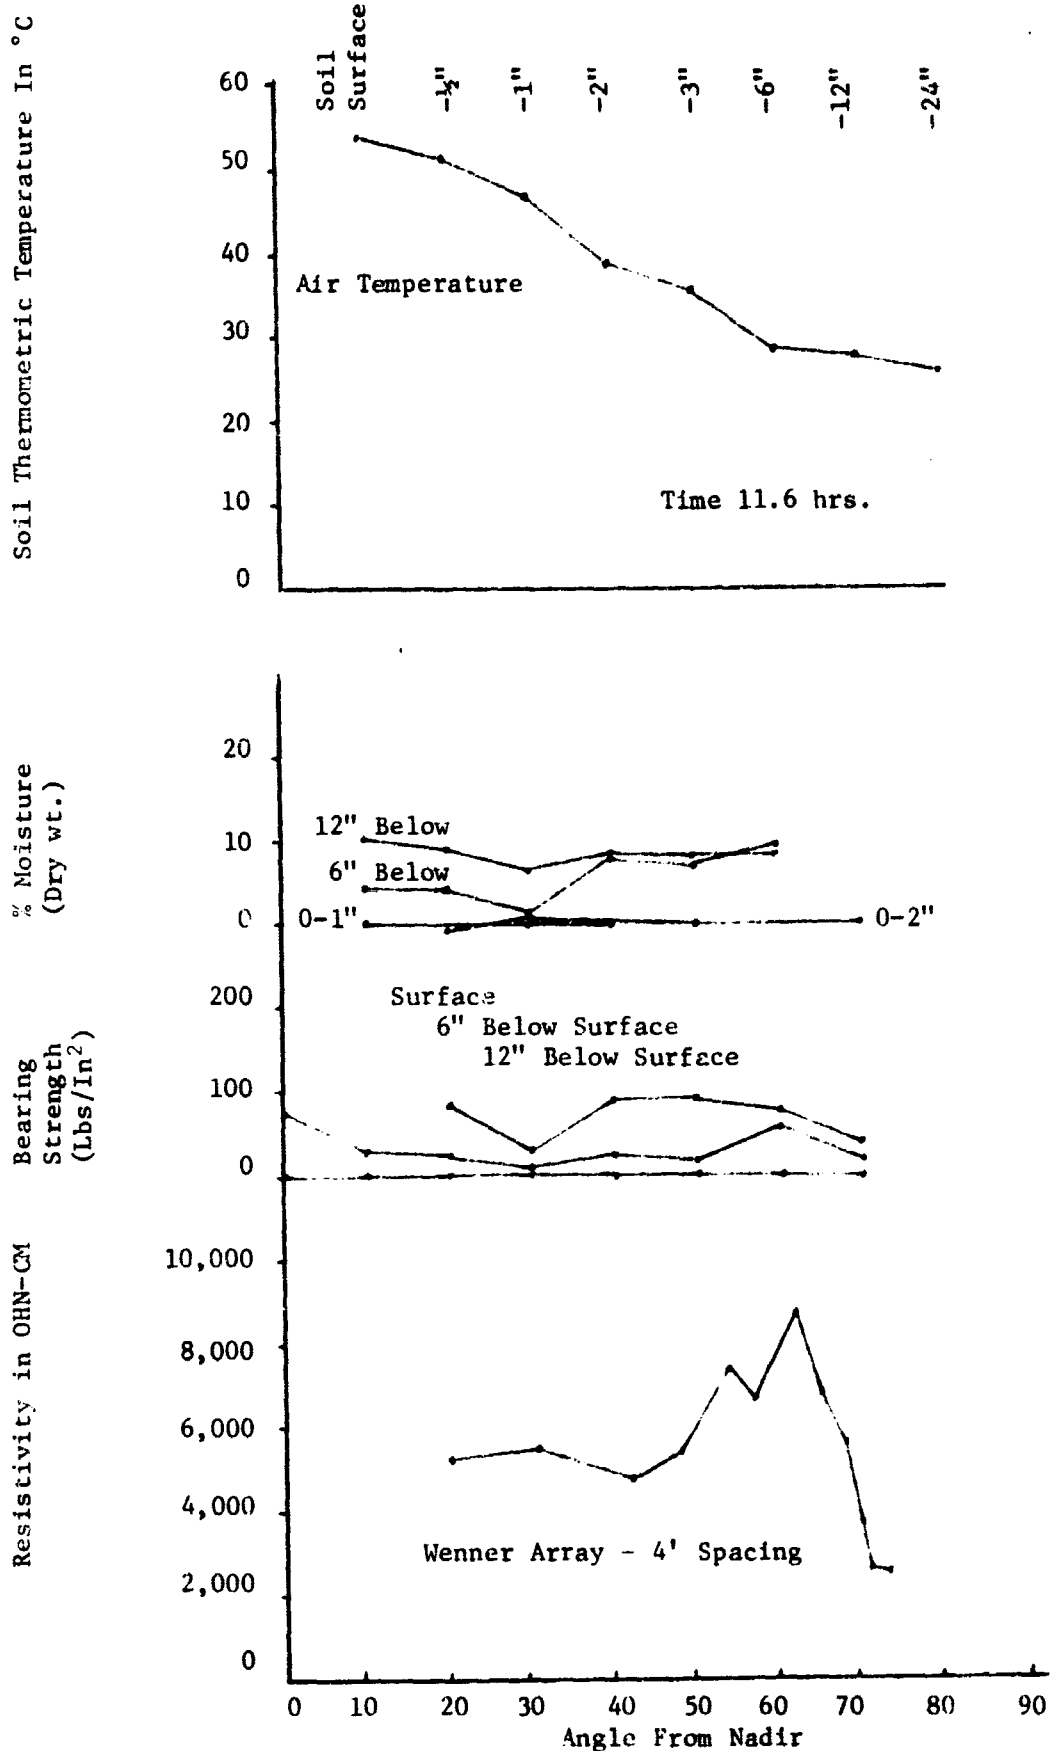 Soil Thermometric Temperature In °C
Soil
Surface
-½"
-1"
-2"
-3"
-6"
-12"
-24"
60
50
40
30
20
10
0
Air Temperature
Time 11.6 hrs.
% Moisture
(Dry wt.)
20
10
0
12" Below
6" Below
0-1"
0-2"
Bearing
Strength
(Lbs/In²)
200
100
0
Surface
6" Below Surface
12" Below Surface
Resistivity in OHN-CM
10,000
8,000
6,000
4,000
2,000
0
Wenner Array - 4' Spacing
0 10 20 30 40 50 60 70 80 90
Angle From Nadir